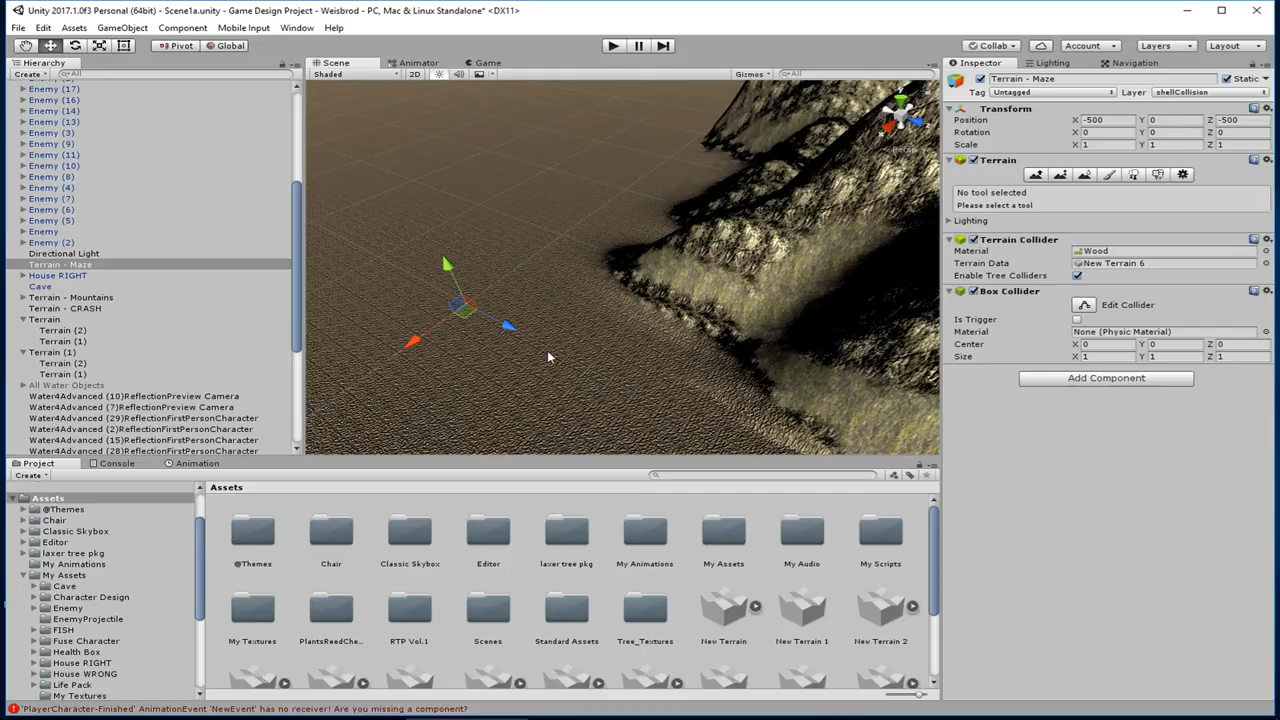 Unity 2017.1.0f3 Personal (64bit) - Scene1a.unity - Game Design Project - Weisbrod - PC, Mac & Linux Standalone* <DX11>
File Edit Assets GameObject Component Mobile Input Window Help
Pivot Global Collab Account Layers Layout
Hierarchy
Create All
Enemy (17)
Enemy (16)
Enemy (14)
Enemy (13)
Enemy (3)
Enemy (9)
Enemy (11)
Enemy (10)
Enemy (8)
Enemy (4)
Enemy (7)
Enemy (6)
Enemy (5)
Enemy
Enemy (2)
Directional Light
Terrain - Maze
House RIGHT
Cave
Terrain - Mountains
Terrain - CRASH
Terrain
Terrain (2)
Terrain (1)
Terrain (1)
Terrain (2)
Terrain (1)
All Water Objects
Water4Advanced (10)ReflectionPreview Camera
Water4Advanced (7)ReflectionPreview Camera
Water4Advanced (29)ReflectionFirstPersonCharacter
Water4Advanced (2)ReflectionFirstPersonCharacter
Water4Advanced (15)ReflectionFirstPersonCharacter
Water4Advanced (28)ReflectionFirstPersonCharacter
Scene Animator Game
Shaded 2D Gizmos All
Persp
Inspector Lighting Navigation
Terrain - Maze Static
Tag Untagged Layer shellCollision
Transform
Position X -500 Y 0 Z -500
Rotation X 0 Y 0 Z 0
Scale X 1 Y 1 Z 1
Terrain
No tool selected
Please select a tool
Lighting
Terrain Collider
Material Wood
Terrain Data New Terrain 6
Enable Tree Colliders
Box Collider
Edit Collider
Is Trigger
Material None (Physic Material)
Center X 0 Y 0 Z 0
Size X 1 Y 1 Z 1
Add Component
Project Console Animation
Create
Assets
@Themes
Chair
Classic Skybox
Editor
laxer tree pkg
My Animations
My Assets
Cave
Character Design
Enemy
EnemyProjectile
FISH
Fuse Character
Health Box
House RIGHT
House WRONG
Life Pack
My Textures
Assets
@Themes Chair Classic Skybox Editor laxer tree pkg My Animations My Assets My Audio My Scripts
My Textures PlantsReedChe... RTP Vol.1 Scenes Standard Assets Tree_Textures New Terrain New Terrain 1 New Terrain 2
'PlayerCharacter-Finished' AnimationEvent 'NewEvent' has no receiver! Are you missing a component?